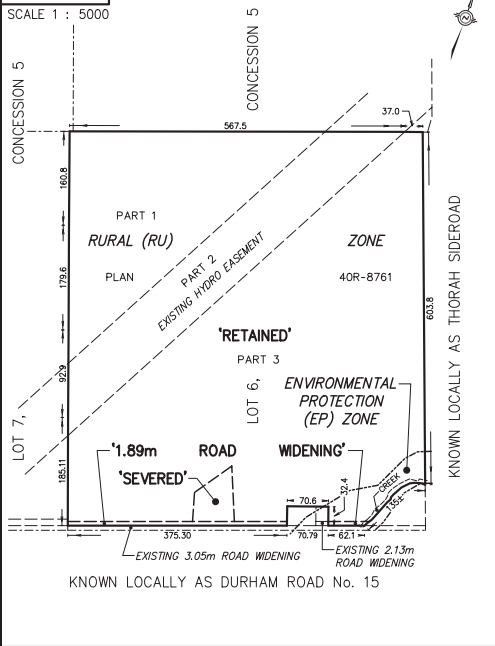 SCALE 1 : 5000
CONCESSION 5
CONCESSION 5
37.0
567.5
160.8
PART 1
RURAL (RU)
ZONE
PLAN
40R-8761
PART 2
EXISTING HYDRO EASEMENT
179.6
603.8
KNOWN LOCALLY AS THORAH SIDEROAD
'RETAINED'
PART 3
92.9
LOT 6,
LOT 7,
ENVIRONMENTAL
PROTECTION
(EP) ZONE
'1.89m ROAD WIDENING'
'SEVERED'
185.11
70.6
32.4
CREEK
135±
375.30
70.79
62.1
EXISTING 3.05m ROAD WIDENING
EXISTING 2.13m
ROAD WIDENING
KNOWN LOCALLY AS DURHAM ROAD No. 15